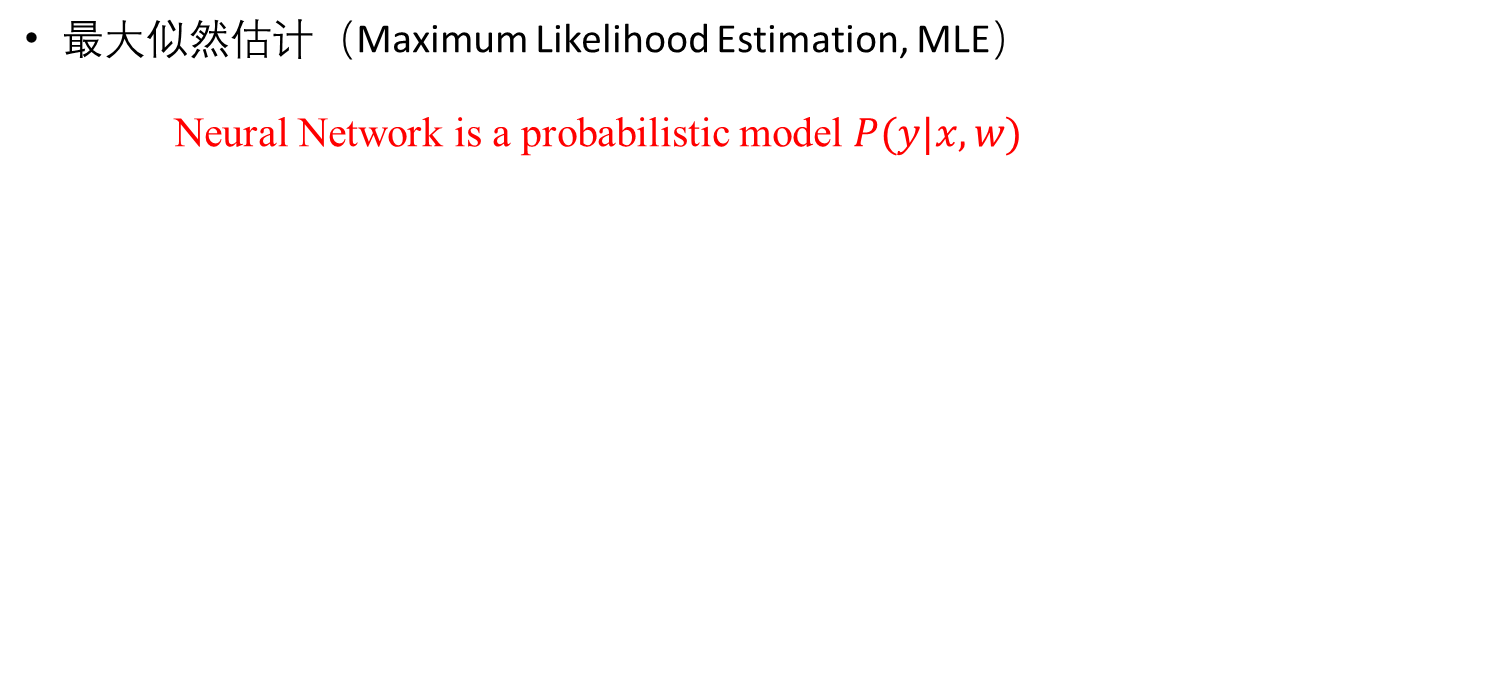 • 最大似然估计（Maximum Likelihood Estimation, MLE）
Neural Network is a probabilistic model P(y|x, w)